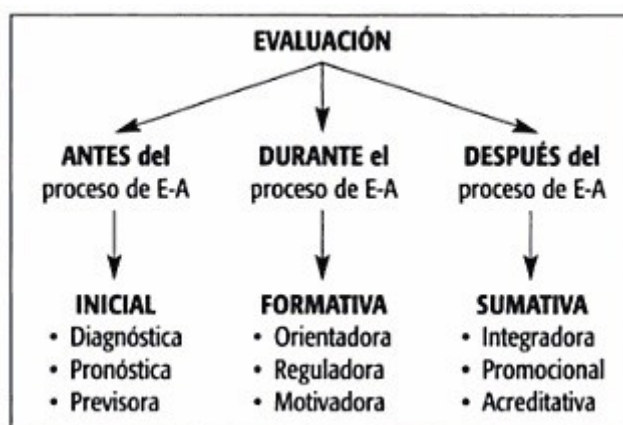 EVALUACIÓN
ANTES del
proceso de E-A
DURANTE el
proceso de E-A
DESPUÉS del
proceso de E-A
INICIAL
• Diagnóstica
• Pronóstica
• Previsora
FORMATIVA
• Orientadora
• Reguladora
• Motivadora
SUMATIVA
• Integradora
• Promocional
• Acreditativa